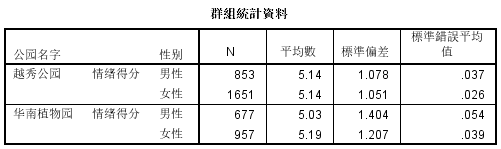 群組統計資料
公园名字 性别 N 平均數 標準偏差 標準錯誤平均值
越秀公园 情绪得分 男性 853 5.14 1.078 .037
女性 1651 5.14 1.051 .026
华南植物园 情绪得分 男性 677 5.03 1.404 .054
女性 957 5.19 1.207 .039